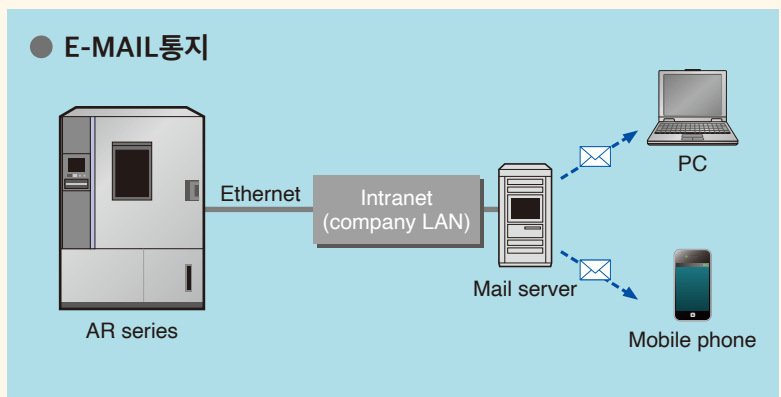 ● E-MAIL통지
Ethernet
Intranet
(company LAN)
AR series
Mail server
PC
Mobile phone